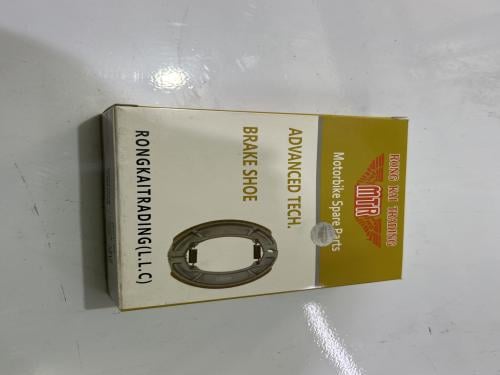 RONG KAI TRADING
MTR
Motorbike Spare Parts
ADVANCED TECH.
BRAKE SHOE
RONGKAITRADING(L.L.C)